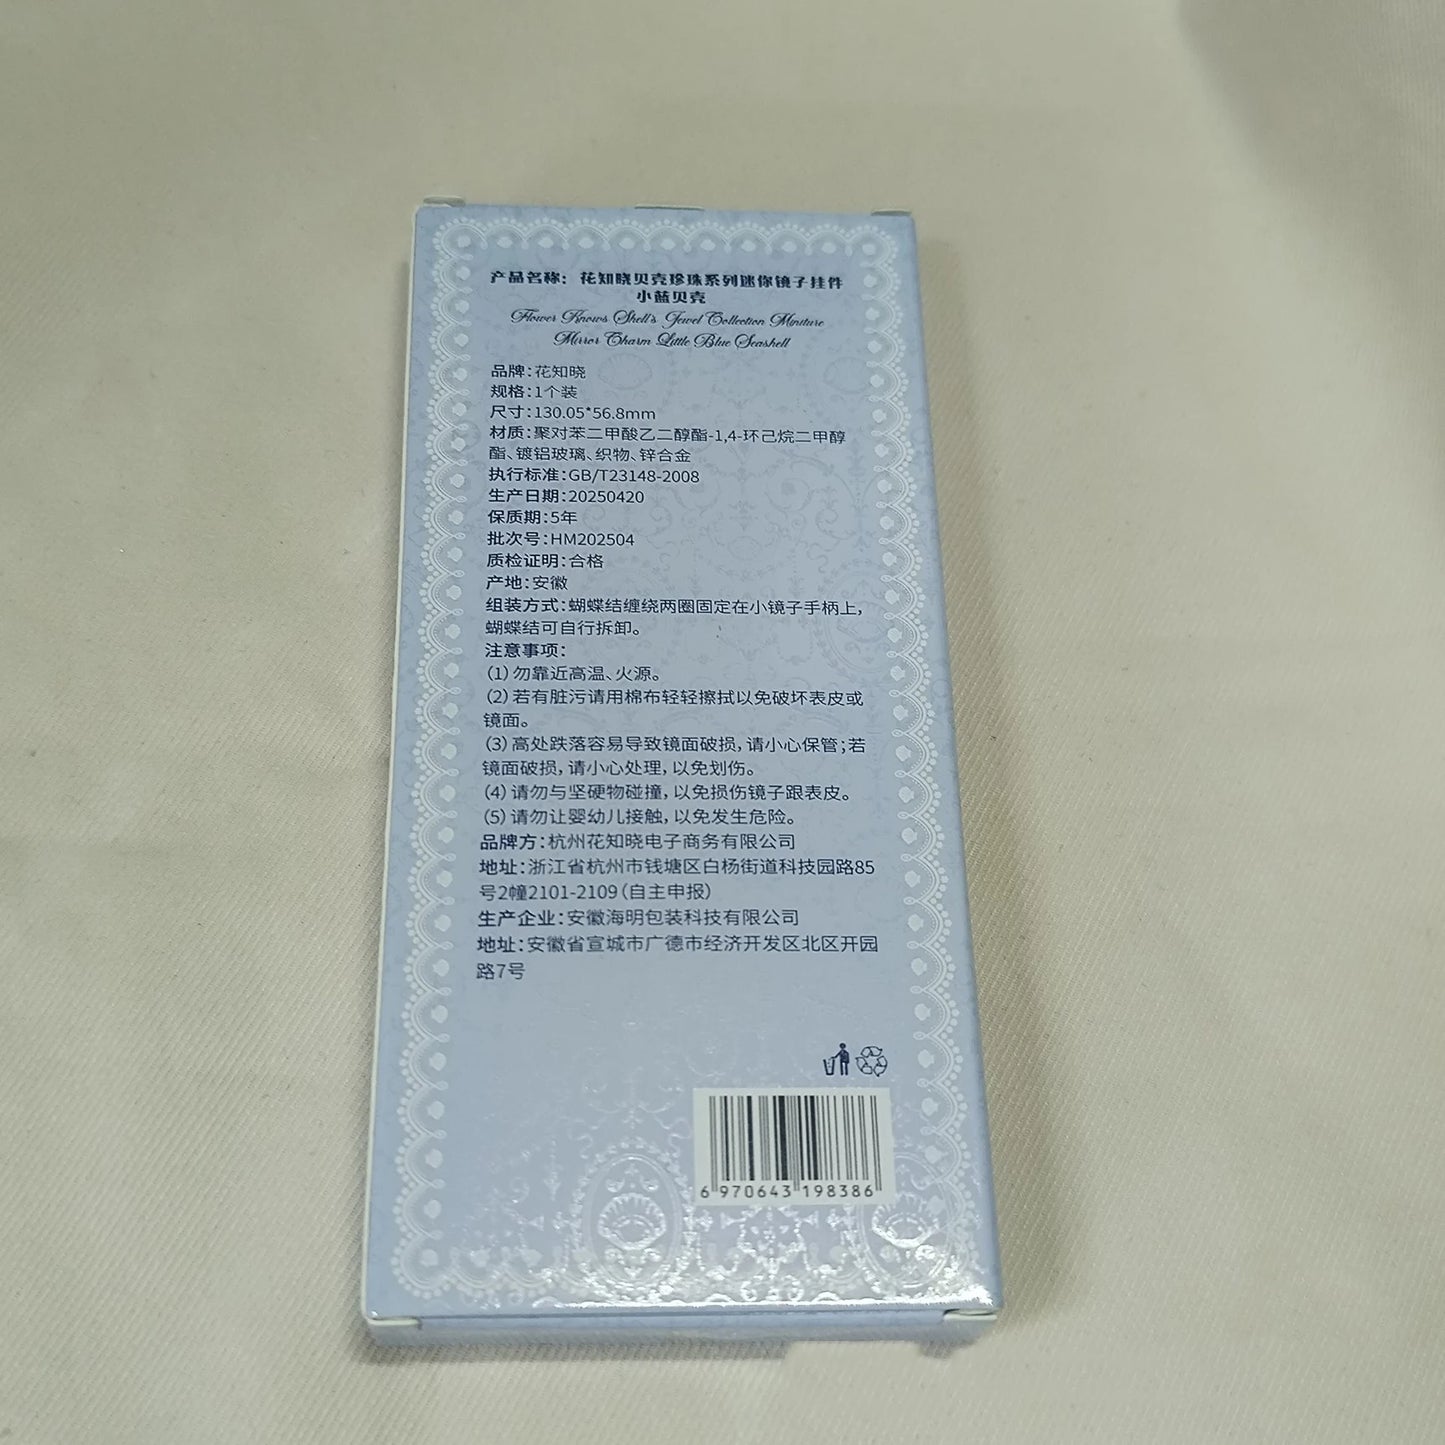 产品名称：花知晓贝壳珍珠系列迷你镜子挂件
小蓝贝壳
Flower Knows Shell's Jewel Collection Miniture
Mirror Charm Little Blue Seashell
品牌：花知晓
规格：1个装
尺寸：130.05*56.8mm
材质：聚对苯二甲酸乙二醇酯-1,4-环己烷二甲醇
酯、镀铝玻璃、织物、锌合金
执行标准：GB/T23148-2008
生产日期：20250420
保质期：5年
批次号：HM202504
质检证明：合格
产地：安徽
组装方式：蝴蝶结缠绕两圈固定在小镜子手柄上，
蝴蝶结可自行拆卸。
注意事项：
（1）勿靠近高温、火源。
（2）若有脏污请用棉布轻轻擦拭以免破坏表皮或
镜面。
（3）高处跌落容易导致镜面破损，请小心保管；若
镜面破损，请小心处理，以免划伤。
（4）请勿与坚硬物碰撞，以免损伤镜子跟表皮。
（5）请勿让婴幼儿接触，以免发生危险。
品牌方：杭州花知晓电子商务有限公司
地址：浙江省杭州市钱塘区白杨街道科技园路85
号2幢2101-2109（自主申报）
生产企业：安徽海明包装科技有限公司
地址：安徽省宣城市广德市经济开发区北区开园
路7号
6 970643 198386